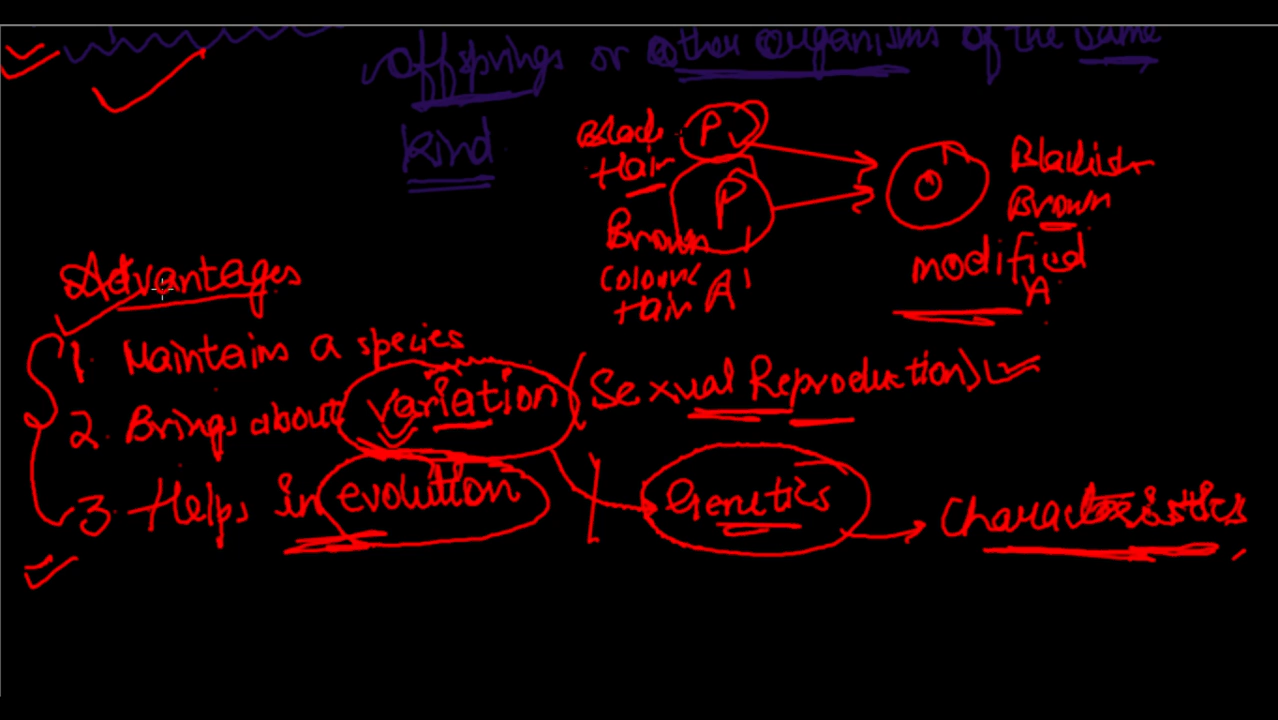 offsprings or other organisms of the same
kind
Black P
Hair
P
Brown
Colour
Hair A
O Blackish
Brown
modified
A
Advantages
1. Maintains a species
2. Brings about variation (Sexual Reproduction)
3. Helps in evolution Genetics → Characteristics